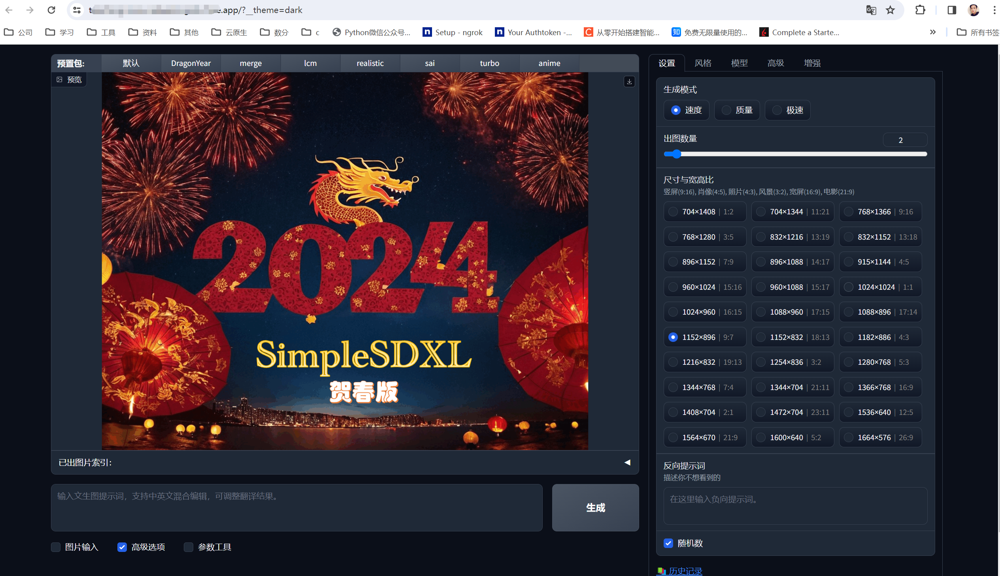 .app/?__theme=dark
公司 学习 工具 资料 其他 云原生 数分 c Python微信公众号... Setup - ngrok Your Authtoken -... 从零开始搭建智能... 免费无限量使用的... Complete a Starte... » 所有书签
预置包: 默认 DragonYear merge lcm realistic sai turbo anime
预览
2024
SimpleSDXL
贺春版
已出图片索引:
输入文生图提示词，支持中英文混合编辑，可调整翻译结果。
生成
图片输入 高级选项 参数工具
设置 风格 模型 高级 增强
生成模式
速度 质量 极速
出图数量 2
尺寸与宽高比
竖屏(9:16), 肖像(4:5), 照片(4:3), 风景(3:2), 宽屏(16:9), 电影(21:9)
704×1408 | 1:2 704×1344 | 11:21 768×1366 | 9:16
768×1280 | 3:5 832×1216 | 13:19 832×1152 | 13:18
896×1152 | 7:9 896×1088 | 14:17 915×1144 | 4:5
960×1024 | 15:16 960×1088 | 15:17 1024×1024 | 1:1
1024×960 | 16:15 1088×960 | 17:15 1088×896 | 17:14
1152×896 | 9:7 1152×832 | 18:13 1182×886 | 4:3
1216×832 | 19:13 1254×836 | 3:2 1280×768 | 5:3
1344×768 | 7:4 1344×704 | 21:11 1366×768 | 16:9
1408×704 | 2:1 1472×704 | 23:11 1536×640 | 12:5
1564×670 | 21:9 1600×640 | 5:2 1664×576 | 26:9
反向提示词
描述你不想看到的
在这里输入负向提示词。
随机数
历史记录